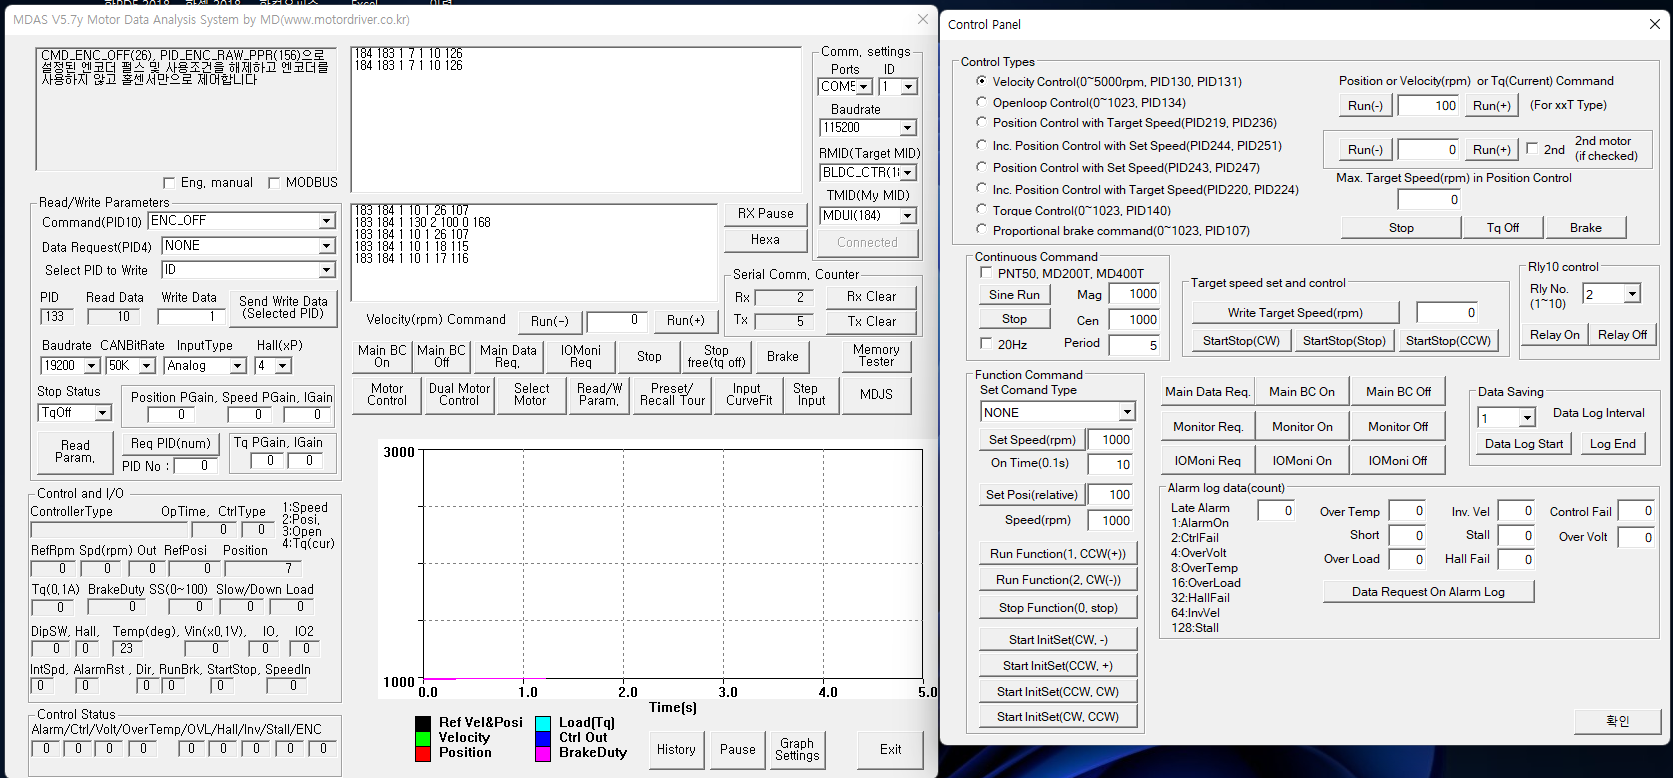 MDAS V5.7y Motor Data Analysis System by MD(www.motordriver.co.kr)
CMD_ENC_OFF(26), PID_ENC_RAW_PPR(156)으로
설정된 엔코더 펄스 및 사용조건을 해제하고 엔코더를
사용하지 않고 홀센서만으로 제어합니다
Eng. manual
MODBUS
Read/Write Parameters
Command(PID10)
ENC_OFF
Data Request(PID4)
NONE
Select PID to Write
ID
PID
Read Data
Write Data
Send Write Data
(Selected PID)
133
10
1
Baudrate
CANBitRate
InputType
Hall(xP)
19200
50K
Analog
4
Stop Status
Position PGain, Speed PGain, IGain
TqOff
0
0
0
Read
Param.
Req PID(num)
PID No :
0
Tq PGain, IGain
0
0
Control and I/O
ControllerType
OpTime,
CtrlType
1:Speed
2:Posi,
3:Open
4:Tq(cur)
0
0
RefRpm
Spd(rpm)
Out
RefPosi
Position
0
0
0
0
7
Tq(0,1A)
BrakeDuty
SS(0~100)
Slow/Down
Load
0
0
0
0
0
DipSW,
Hall,
Temp(deg),
Vin(x0,1V),
IO,
IO2
0
0
23
0
0
0
IntSpd,
AlarmRst ,
Dir,
RunBrk,
StartStop,
SpeedIn
0
0
0
0
0
0
Control Status
Alarm/Ctrl/Volt/OverTemp/OVL/Hall/Inv/Stall/ENC
0
0
0
0
0
0
0
0
0
184 183 1 7 1 10 126
184 183 1 7 1 10 126
183 184 1 10 1 26 107
183 184 1 130 2 100 0 168
183 184 1 10 1 26 107
183 184 1 10 1 18 115
183 184 1 10 1 17 116
Comm, settings
Ports
ID
COM5
1
Baudrate
115200
RMID(Target MID)
BLDC_CTR(18
TMID(My MID)
MDUI(184)
Connected
RX Pause
Hexa
Serial Comm, Counter
Rx
2
Rx Clear
Tx
5
Tx Clear
Velocity(rpm) Command
Run(-)
0
Run(+)
Main BC
On
Main BC
Off
Main Data
Req,
IOMoni
Req
Stop
Stop
free(tq off)
Brake
Memory
Tester
Motor
Control
Dual Motor
Control
Select
Motor
Read/W
Param,
Preset/
Recall Tour
Input
CurveFit
Step
Input
MDJS
3000
1000
0.0
1.0
2.0
3.0
4.0
5.0
Time(s)
Ref Vel&Posi
Velocity
Position
Load(Tq)
Ctrl Out
BrakeDuty
History
Pause
Graph
Settings
Exit
Control Panel
Control Types
Velocity Control(0~5000rpm, PID130, PID131)
Openloop Control(0~1023, PID134)
Position Control with Target Speed(PID219, PID236)
Inc. Position Control with Set Speed(PID244, PID251)
Position Control with Set Speed(PID243, PID247)
Inc. Position Control with Target Speed(PID220, PID224)
Torque Control(0~1023, PID140)
Proportional brake command(0~1023, PID107)
Position or Velocity(rpm) or Tq(Current) Command
Run(-)
100
Run(+)
(For xxT Type)
Run(-)
0
Run(+)
2nd
2nd motor
(if checked)
Max. Target Speed(rpm) in Position Control
0
Stop
Tq Off
Brake
Continuous Command
PNT50, MD200T, MD400T
Sine Run
Mag
1000
Stop
Cen
1000
20Hz
Period
5
Target speed set and control
Write Target Speed(rpm)
0
StartStop(CW)
StartStop(Stop)
StartStop(CCW)
Rly10 control
Rly No.
(1~10)
2
Relay On
Relay Off
Function Command
Set Comand Type
NONE
Set Speed(rpm)
1000
On Time(0.1s)
10
Set Posi(relative)
100
Speed(rpm)
1000
Run Function(1, CCW(+))
Run Function(2, CW(-))
Stop Function(0, stop)
Start InitSet(CW, -)
Start InitSet(CCW, +)
Start InitSet(CCW, CW)
Start InitSet(CW, CCW)
Main Data Req.
Main BC On
Main BC Off
Monitor Req.
Monitor On
Monitor Off
IOMoni Req
IOMoni On
IOMoni Off
Data Saving
1
Data Log Interval
Data Log Start
Log End
Alarm log data(count)
Late Alarm
0
1:AlarmOn
2:CtrlFail
4:OverVolt
8:OverTemp
16:OverLoad
32:HallFail
64:InvVel
128:Stall
Over Temp
0
Inv. Vel
0
Control Fail
0
Short
0
Stall
0
Over Volt
0
Over Load
0
Hall Fail
0
Data Request On Alarm Log
확인